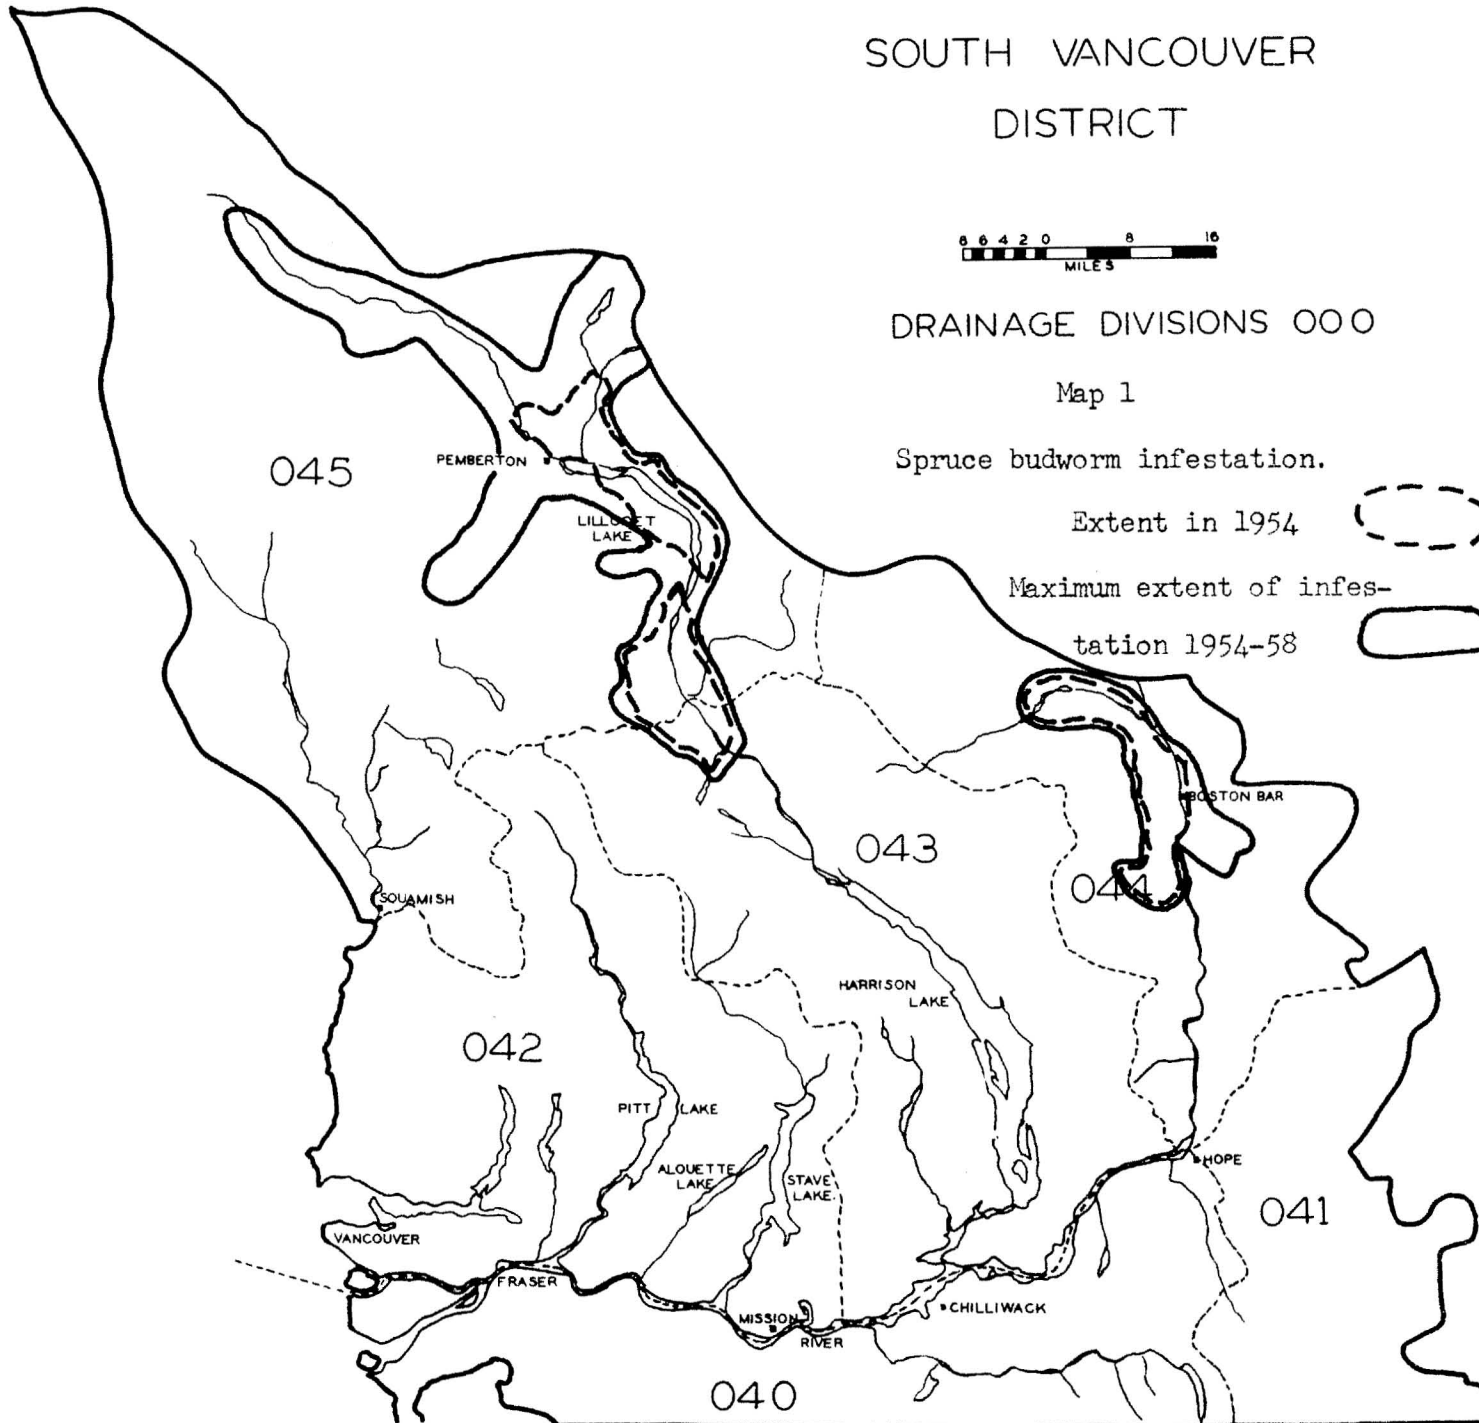 SOUTH VANCOUVER
DISTRICT
8 6 4 2 0 8 16
MILES
DRAINAGE DIVISIONS 000
Map 1
Spruce budworm infestation.
Extent in 1954
Maximum extent of infes-
tation 1954-58
045
PEMBERTON
LILLOOET
LAKE
BOSTON BAR
043
044
SQUAMISH
HARRISON
LAKE
042
PITT LAKE
ALOUETTE
LAKE
STAVE
LAKE
HOPE
041
VANCOUVER
FRASER
MISSION
RIVER
CHILLIWACK
040